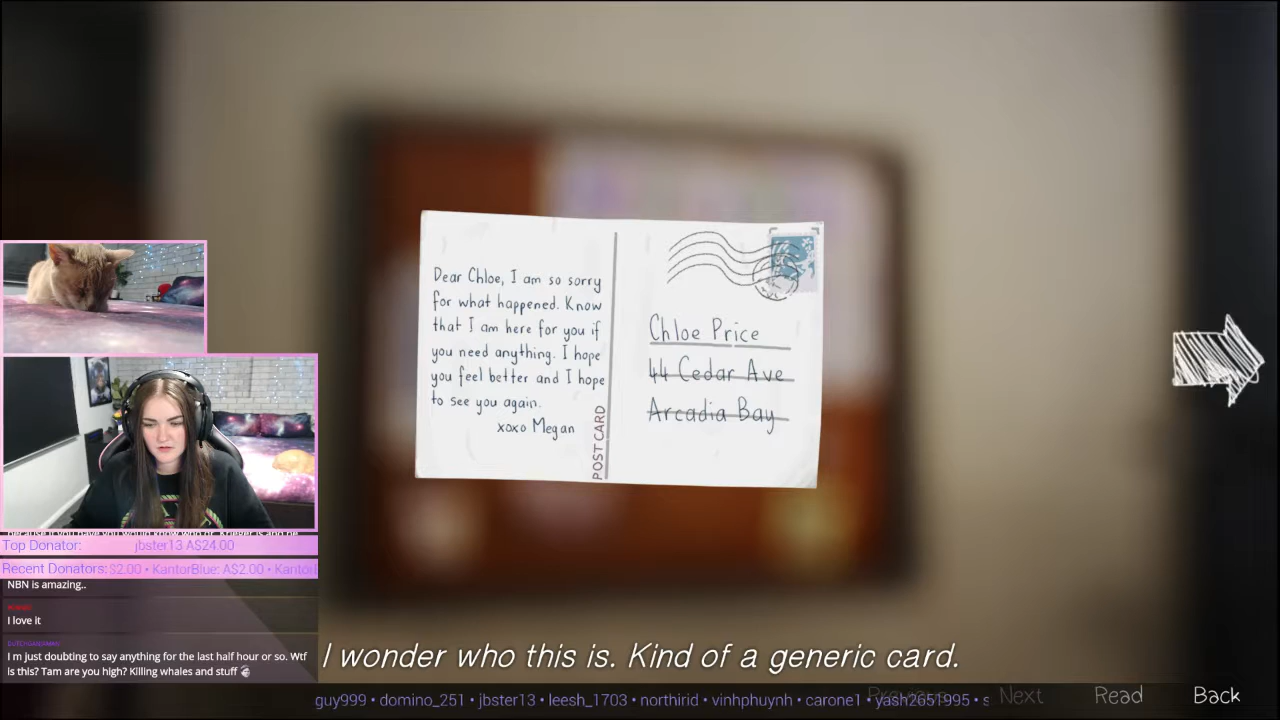 Dear Chloe, I am so sorry
for what happened. Know
that I am here for you if
you need anything. I hope
you feel better and I hope
to see you again.
xoxo Megan
POSTCARD
Chloe Price
44 Cedar Ave
Arcadia Bay
Top Donator: jbster13 A$24.00
Recent Donators: $2.00 • KantorBlue: A$2.00 •
NBN is amazing..
I love it
I m just doubting to say anything for the last half hour or so. Wtf
is this? Tam are you high? Killing whales and stuff
I wonder who this is. Kind of a generic card.
guy999 • domino_251 • jbster13 • leesh_1703 • northirid • vinhphuynh • carone1 • yash2651995 • s
Previous Next Read Back